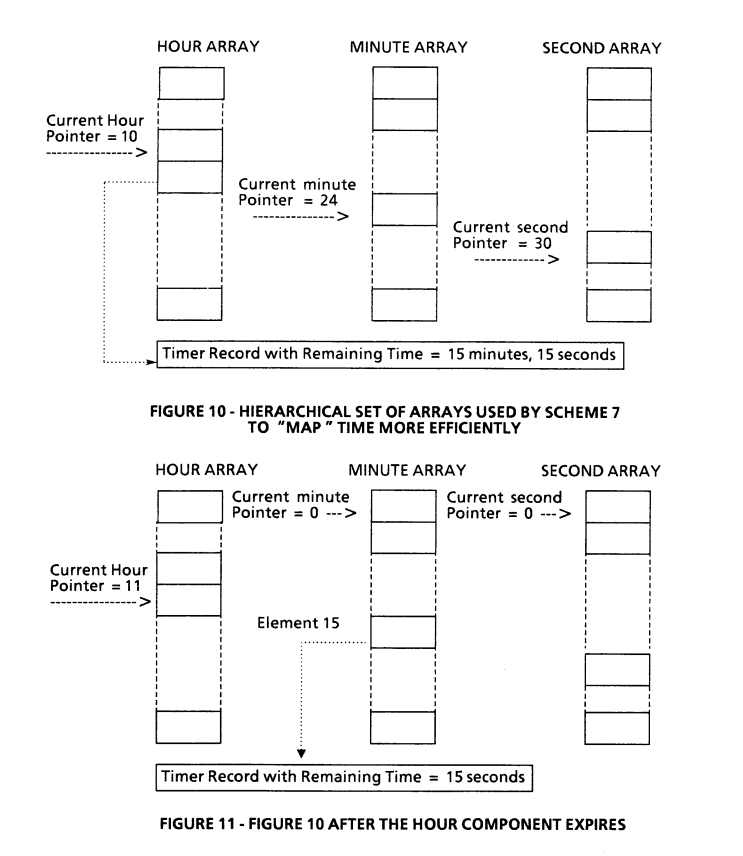 HOUR ARRAY MINUTE ARRAY SECOND ARRAY
Current Hour
Pointer = 10
Current minute
Pointer = 24
Current second
Pointer = 30
Timer Record with Remaining Time = 15 minutes, 15 seconds
FIGURE 10 - HIERARCHICAL SET OF ARRAYS USED BY SCHEME 7
TO "MAP" TIME MORE EFFICIENTLY
HOUR ARRAY MINUTE ARRAY SECOND ARRAY
Current minute
Pointer = 0 --->
Current second
Pointer = 0 --->
Current Hour
Pointer = 11
Element 15
Timer Record with Remaining Time = 15 seconds
FIGURE 11 - FIGURE 10 AFTER THE HOUR COMPONENT EXPIRES